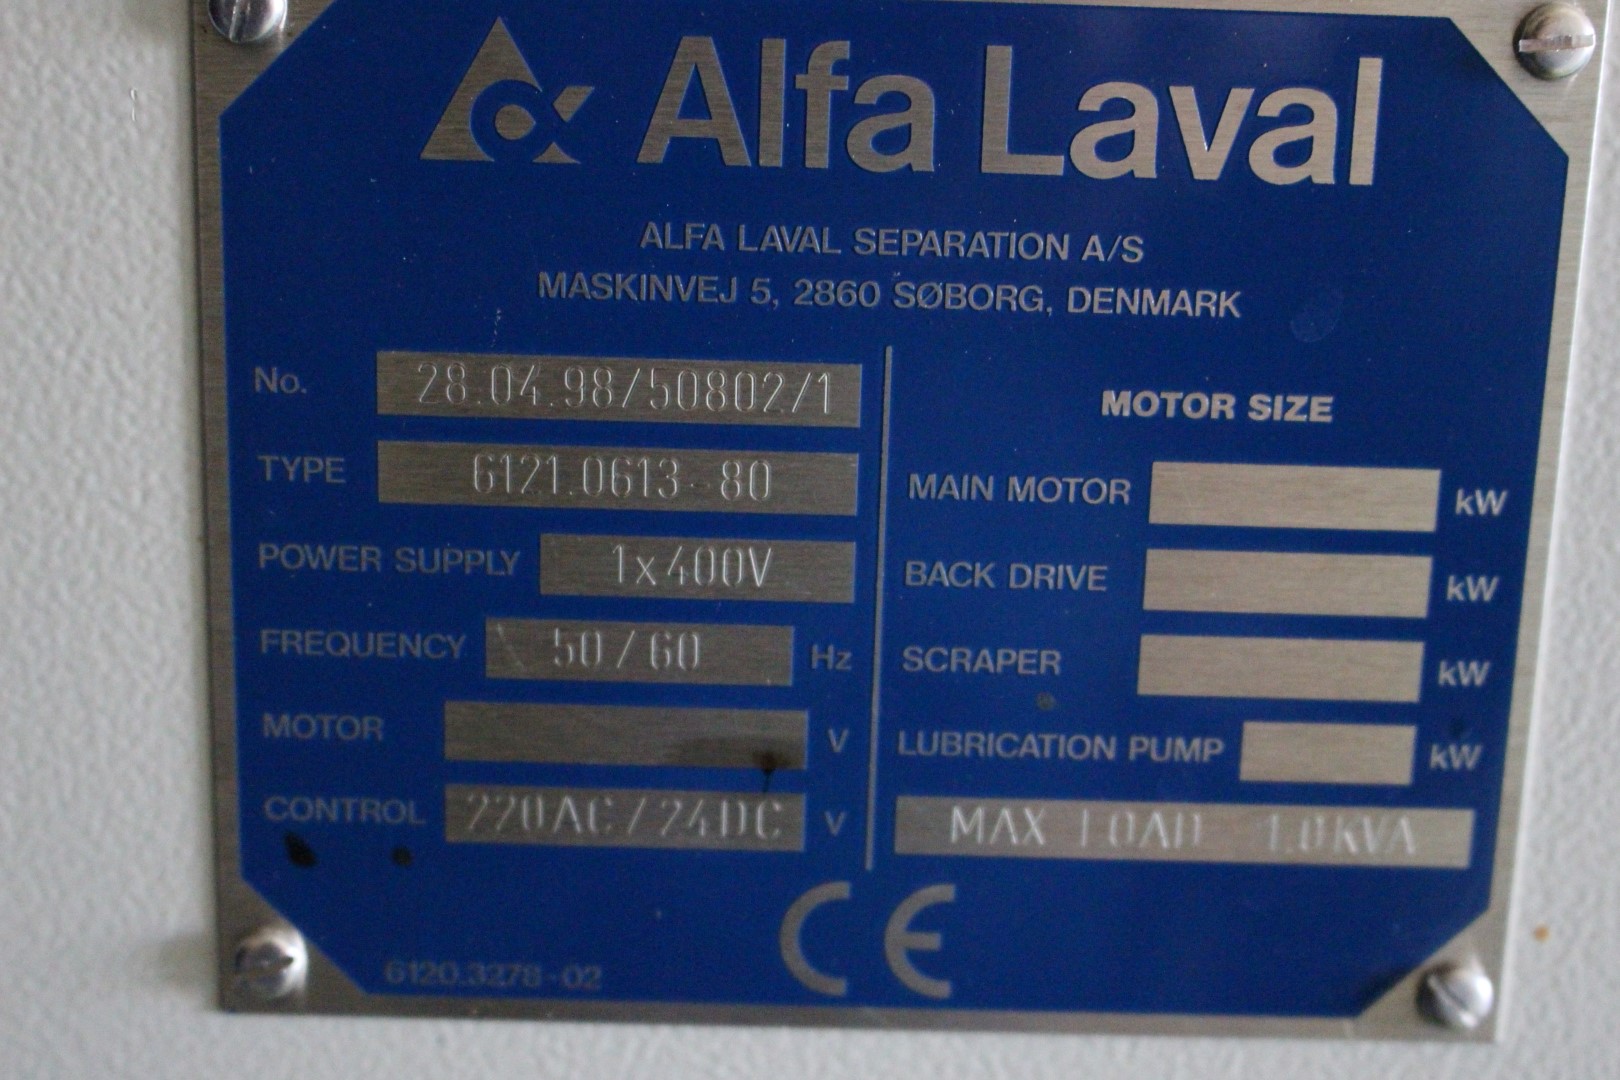 Alfa Laval
ALFA LAVAL SEPARATION A/S
MASKINVEJ 5, 2860 SØBORG, DENMARK
No. 28.04.98/50802/1
TYPE 6121.0613-80
POWER SUPPLY 1x400V
FREQUENCY 50/60 Hz
MOTOR V
CONTROL 220AC/24DC V
MOTOR SIZE
MAIN MOTOR kW
BACK DRIVE kW
SCRAPER kW
LUBRICATION PUMP kW
MAX LOAD 1.0KVA
CE
6120.3278-02